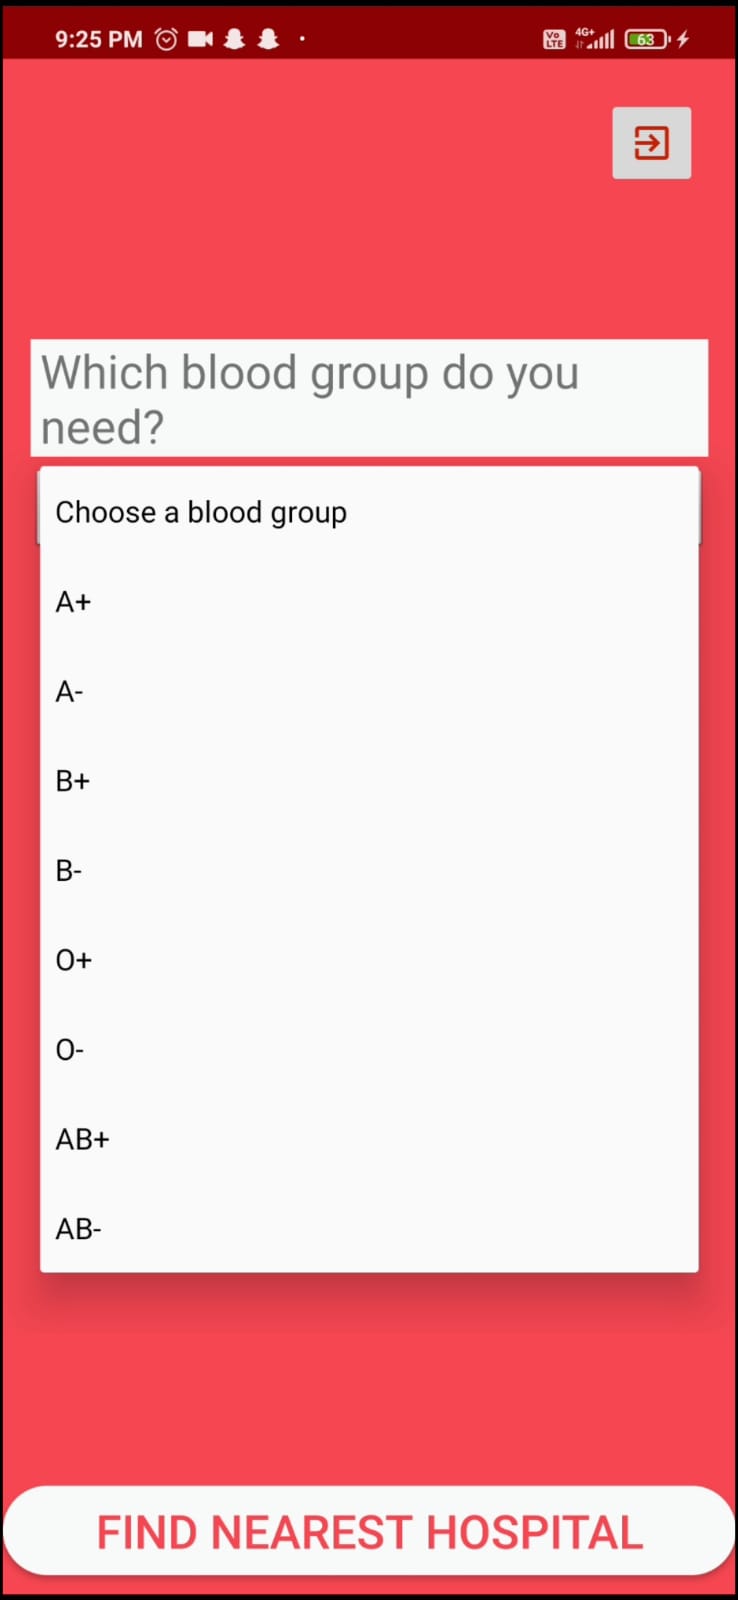 9:25 PM
Vo LTE 4G+ 63
Which blood group do you
need?
Choose a blood group
A+
A-
B+
B-
O+
O-
AB+
AB-
FIND NEAREST HOSPITAL